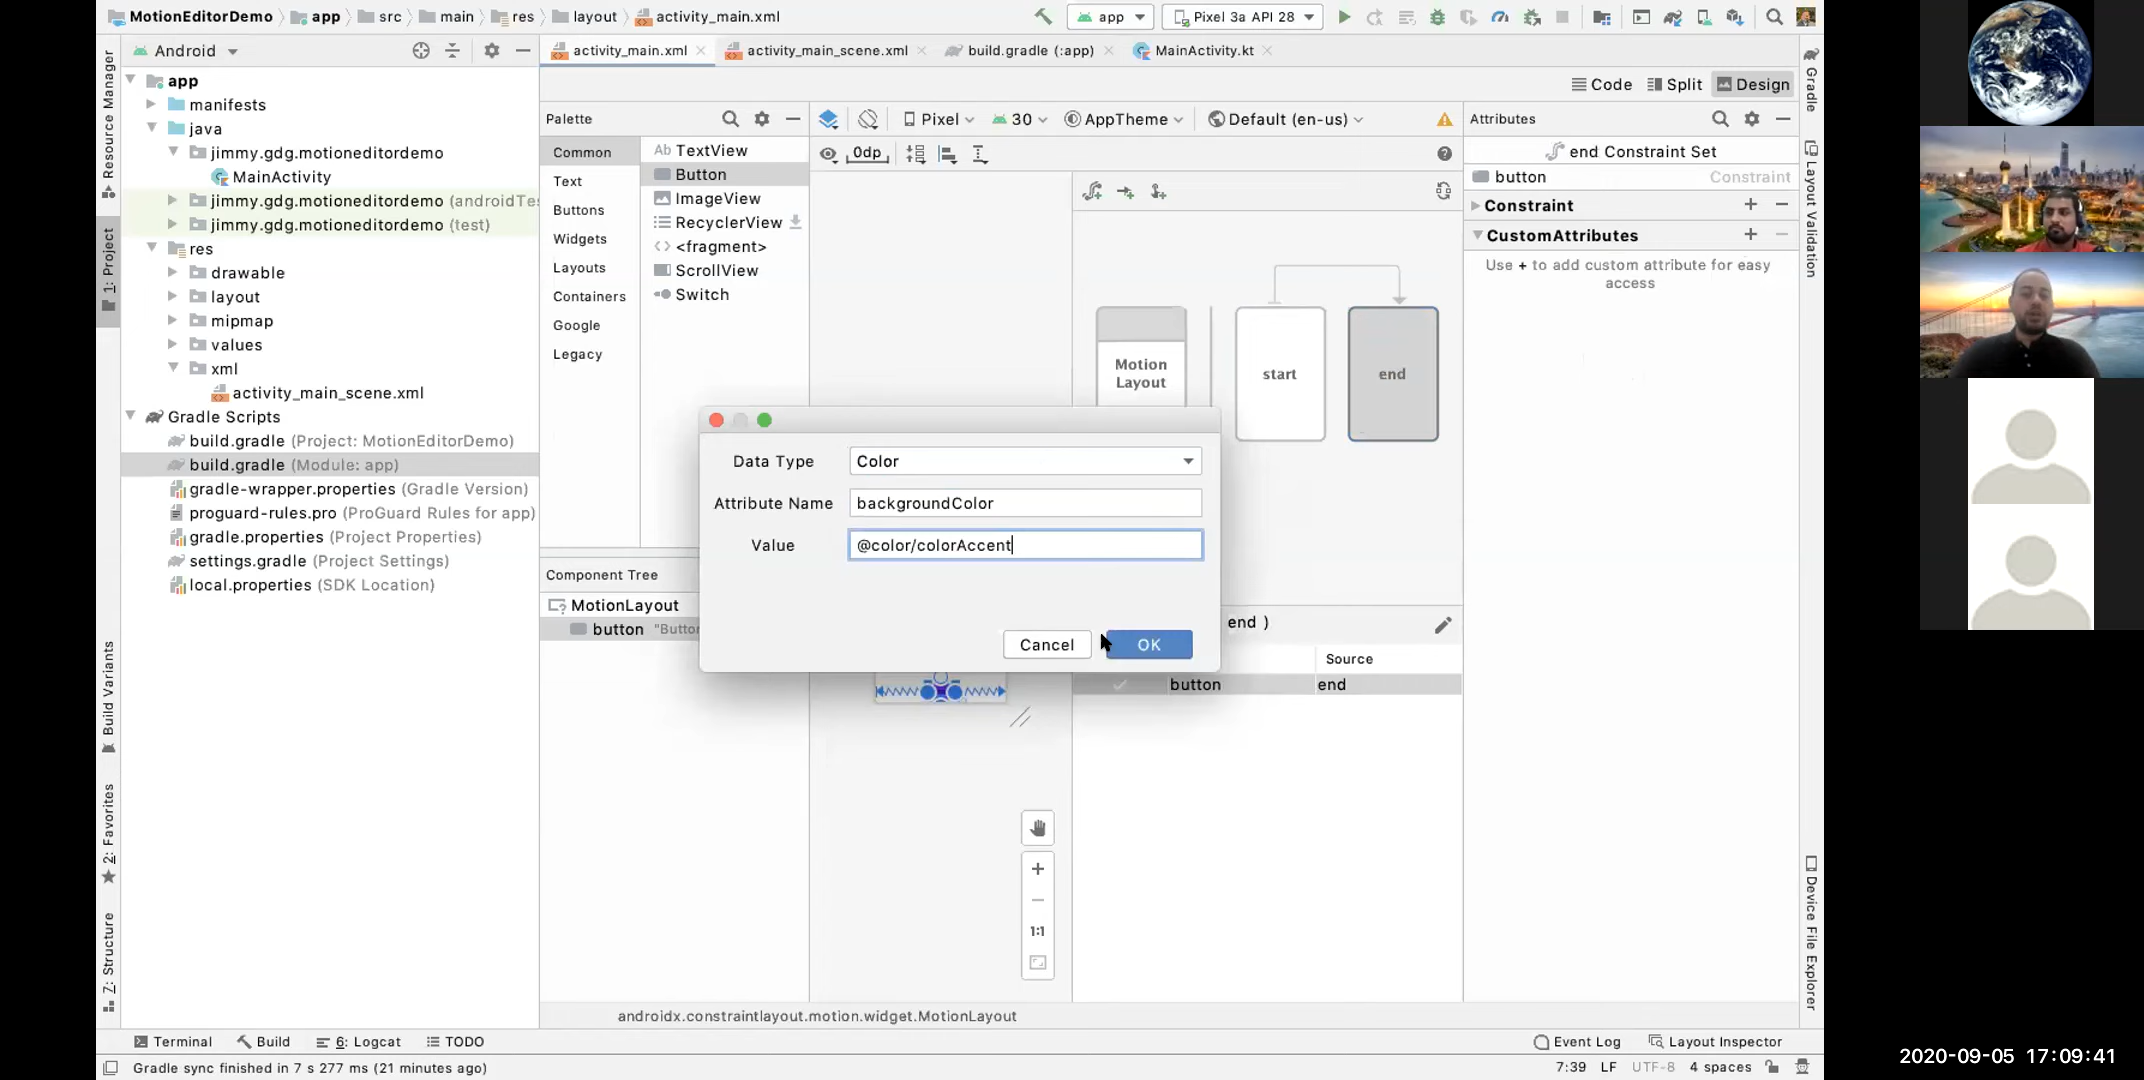 MotionEditorDemo app src main res layout activity_main.xml
app Pixel 3a API 28
Android
activity_main.xml activity_main_scene.xml build.gradle (:app) MainActivity.kt
Code Split Design
app
manifests
java
jimmy.gdg.motioneditordemo
MainActivity
jimmy.gdg.motioneditordemo (androidTes
jimmy.gdg.motioneditordemo (test)
res
drawable
layout
mipmap
values
xml
activity_main_scene.xml
Gradle Scripts
build.gradle (Project: MotionEditorDemo)
build.gradle (Module: app)
gradle-wrapper.properties (Gradle Version)
proguard-rules.pro (ProGuard Rules for app)
gradle.properties (Project Properties)
settings.gradle (Project Settings)
local.properties (SDK Location)
Resource Manager
1: Project
Build Variants
2: Favorites
Z: Structure
Palette
Common
Text
Buttons
Widgets
Layouts
Containers
Google
Legacy
Ab TextView
Button
ImageView
RecyclerView
<> <fragment>
ScrollView
Switch
Component Tree
MotionLayout
button "Button
Pixel 30 AppTheme Default (en-us)
0dp
Motion
Layout
start
end
Data Type Color
Attribute Name backgroundColor
Value @color/colorAccent
Cancel OK
end )
Source
button end
1:1
Attributes
end Constraint Set
button Constraint
Constraint
CustomAttributes
Use + to add custom attribute for easy
access
Gradle
Layout Validation
Device File Explorer
androidx.constraintlayout.motion.widget.MotionLayout
Terminal Build 6: Logcat TODO Event Log Layout Inspector
Gradle sync finished in 7 s 277 ms (21 minutes ago) 7:39 LF UTF-8 4 spaces
2020-09-05 17:09:41